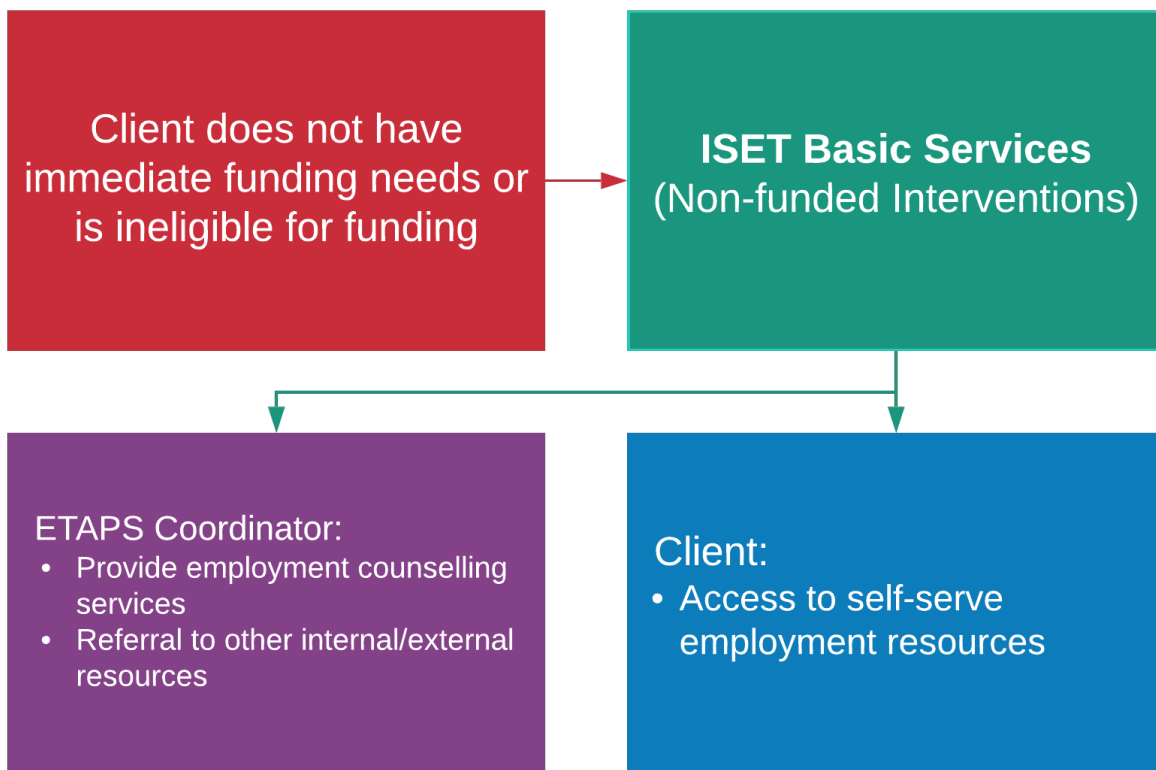 Client does not have
immediate funding needs or
is ineligible for funding
ISET Basic Services
(Non-funded Interventions)
ETAPS Coordinator:
• Provide employment counselling
services
• Referral to other internal/external
resources
Client:
• Access to self-serve
employment resources